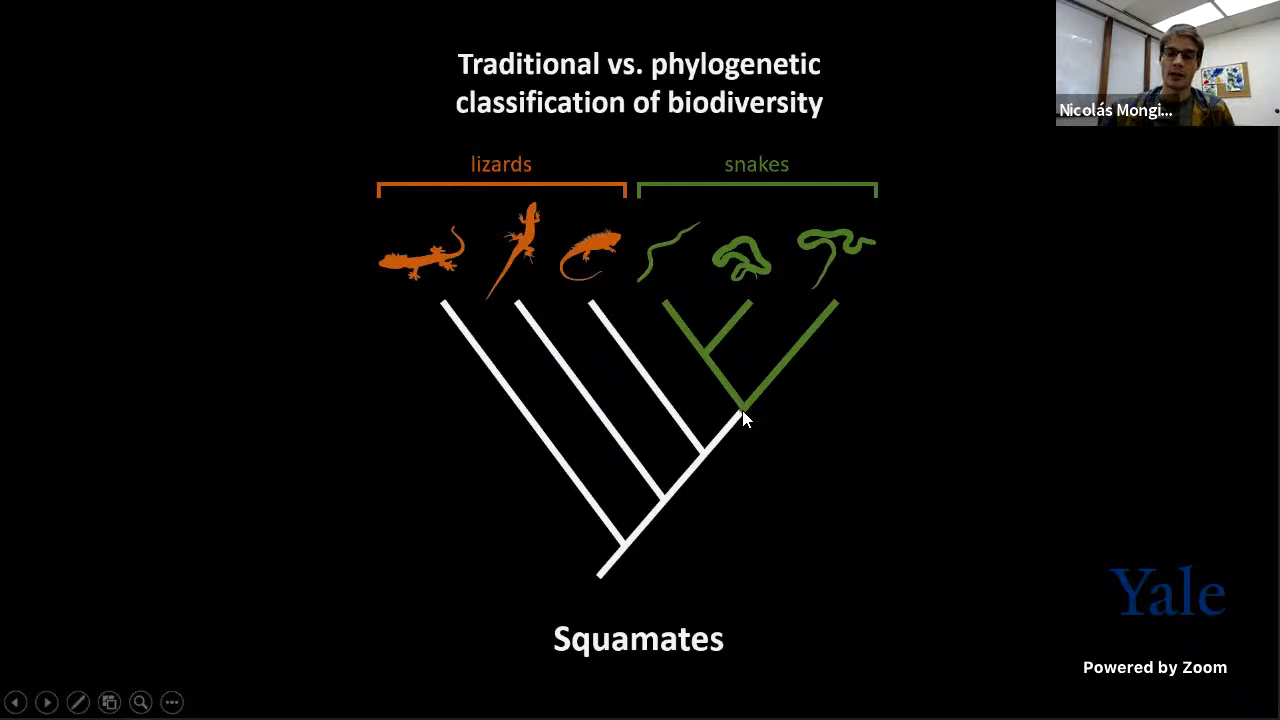 Traditional vs. phylogenetic
classification of biodiversity
Nicolás Mongi...
lizards
snakes
Squamates
Yale
Powered by Zoom